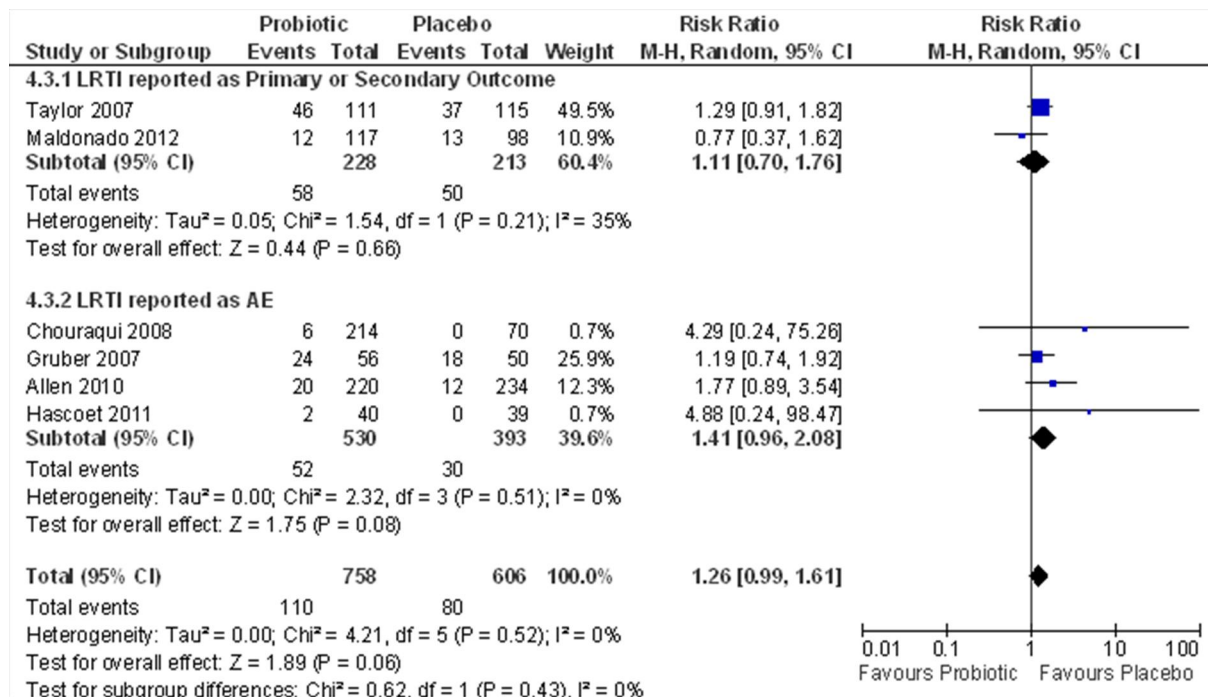 Probiotic Placebo Risk Ratio Risk Ratio
Study or Subgroup Events Total Events Total Weight M-H, Random, 95% CI M-H, Random, 95% CI
4.3.1 LRTI reported as Primary or Secondary Outcome
Taylor 2007 46 111 37 115 49.5% 1.29 [0.91, 1.82]
Maldonado 2012 12 117 13 98 10.9% 0.77 [0.37, 1.62]
Subtotal (95% CI) 228 213 60.4% 1.11 [0.70, 1.76]
Total events 58 50
Heterogeneity: Tau² = 0.05; Chi² = 1.54, df = 1 (P = 0.21); I² = 35%
Test for overall effect: Z = 0.44 (P = 0.66)
4.3.2 LRTI reported as AE
Chouraqui 2008 6 214 0 70 0.7% 4.29 [0.24, 75.26]
Gruber 2007 24 56 18 50 25.9% 1.19 [0.74, 1.92]
Allen 2010 20 220 12 234 12.3% 1.77 [0.89, 3.54]
Hascoet 2011 2 40 0 39 0.7% 4.88 [0.24, 98.47]
Subtotal (95% CI) 530 393 39.6% 1.41 [0.96, 2.08]
Total events 52 30
Heterogeneity: Tau² = 0.00; Chi² = 2.32, df = 3 (P = 0.51); I² = 0%
Test for overall effect: Z = 1.75 (P = 0.08)
Total (95% CI) 758 606 100.0% 1.26 [0.99, 1.61]
Total events 110 80
Heterogeneity: Tau² = 0.00; Chi² = 4.21, df = 5 (P = 0.52); I² = 0%
Test for overall effect: Z = 1.89 (P = 0.06)
Test for subgroup differences: Chi² = 0.62, df = 1 (P = 0.43), I² = 0%
0.01 0.1 1 10 100
Favours Probiotic Favours Placebo